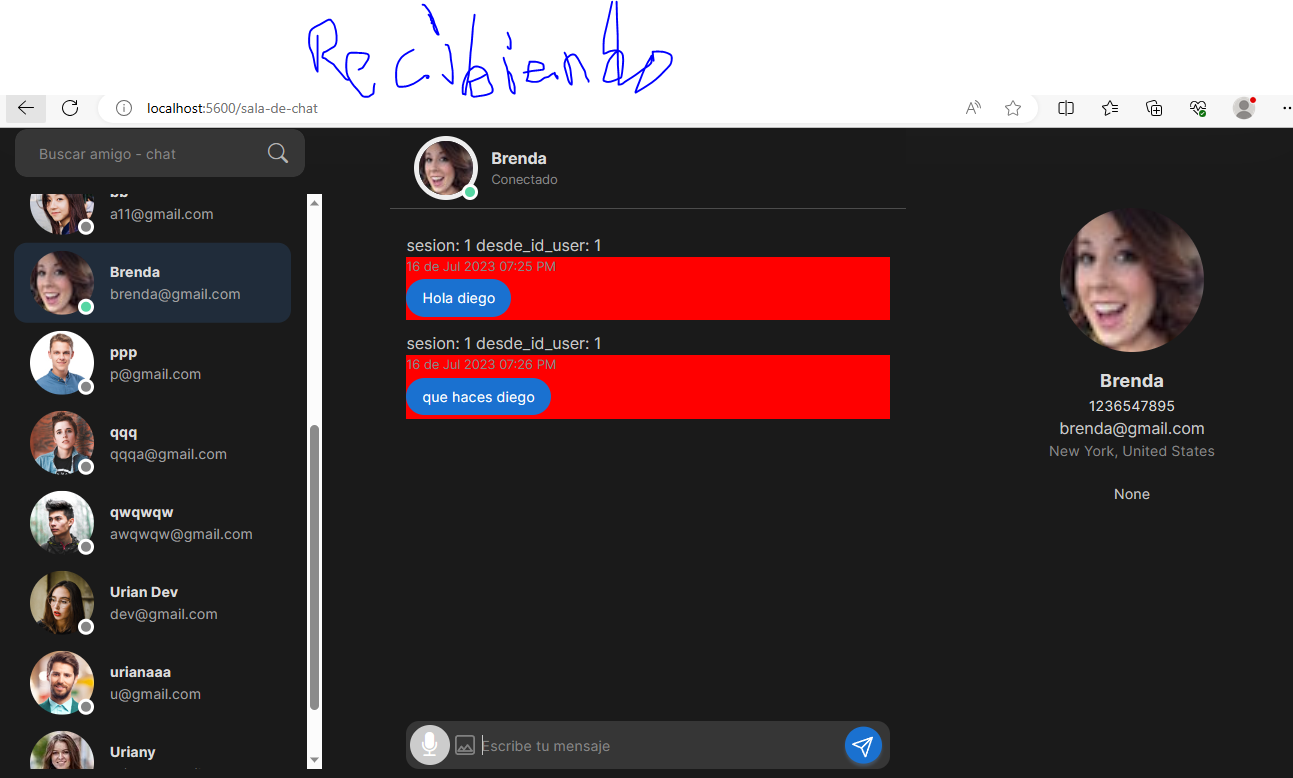 Recibiendo
localhost:5600/sala-de-chat
Buscar amigo - chat
a11@gmail.com
Brenda
brenda@gmail.com
ppp
p@gmail.com
qqq
qqqa@gmail.com
qwqwqw
awqwqw@gmail.com
Urian Dev
dev@gmail.com
urianaaa
u@gmail.com
Uriany
Brenda
Conectado
sesion: 1 desde_id_user: 1
16 de Jul 2023 07:25 PM
Hola diego
sesion: 1 desde_id_user: 1
16 de Jul 2023 07:26 PM
que haces diego
Escribe tu mensaje
Brenda
1236547895
brenda@gmail.com
New York, United States
None